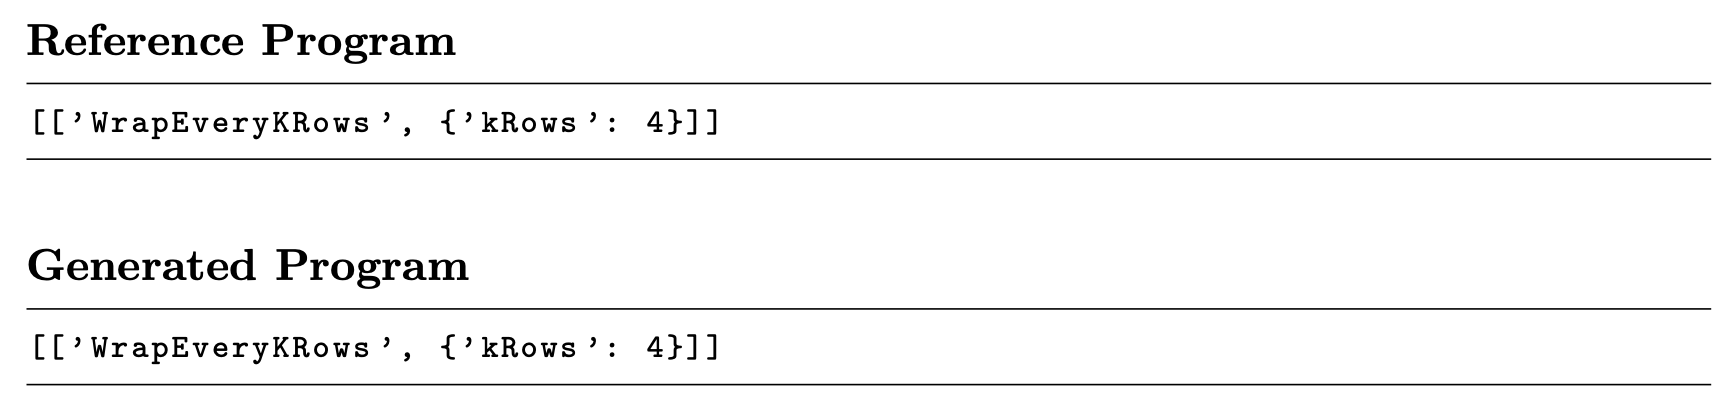 Reference Program
[['WrapEveryKRows', {'kRows': 4}]]
Generated Program
[['WrapEveryKRows', {'kRows': 4}]]